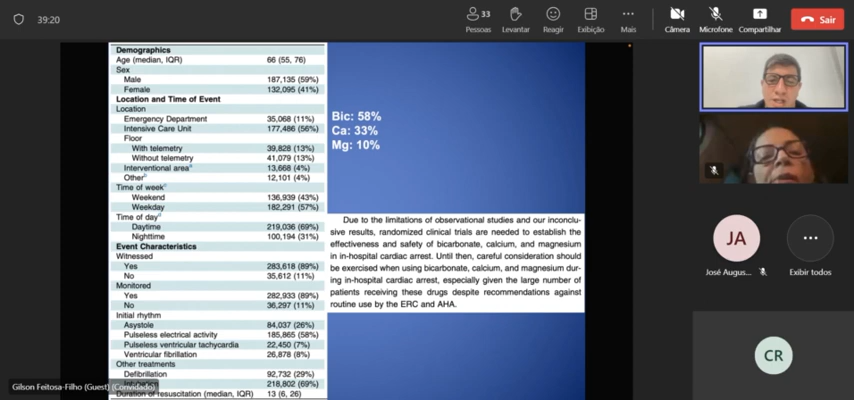 39:20
33
Pessoas
Levantar
Reagir
Exibição
Mais
Câmera
Microfone
Compartilhar
Sair
Demographics
Age (median, IQR) 66 (55, 76)
Sex
Male 187,135 (59%)
Female 132,095 (41%)
Location and Time of Event
Location
Emergency Department 35,068 (11%)
Intensive Care Unit 177,486 (56%)
Floor
With telemetry 39,828 (13%)
Without telemetry 41,079 (13%)
Interventional areaa 13,668 (4%)
Otherb 12,101 (4%)
Time of weekc
Weekend 136,939 (43%)
Weekday 182,291 (57%)
Time of dayd
Daytime 219,036 (69%)
Nighttime 100,194 (31%)
Event Characteristics
Witnessed
Yes 283,618 (89%)
No 35,612 (11%)
Monitored
Yes 282,933 (89%)
No 36,297 (11%)
Initial rhythm
Asystole 84,037 (26%)
Pulseless electrical activity 185,865 (58%)
Pulseless ventricular tachycardia 22,450 (7%)
Ventricular fibrillation 26,878 (8%)
Other treatments
Defibrillation 92,732 (29%)
218,802 (69%)
Duration of resuscitation (median, IQR) 13 (6, 26)
Bic: 58%
Ca: 33%
Mg: 10%
Due to the limitations of observational studies and our inconclu-
sive results, randomized clinical trials are needed to establish the
effectiveness and safety of bicarbonate, calcium, and magnesium
in in-hospital cardiac arrest. Until then, careful consideration should
be exercised when using bicarbonate, calcium, and magnesium dur-
ing in-hospital cardiac arrest, especially given the large number of
patients receiving these drugs despite recommendations against
routine use by the ERC and AHA.
JA
José Augus...
...
Exibir todos
CR
Gilson Feitosa-Filho (Guest) (Convidado)